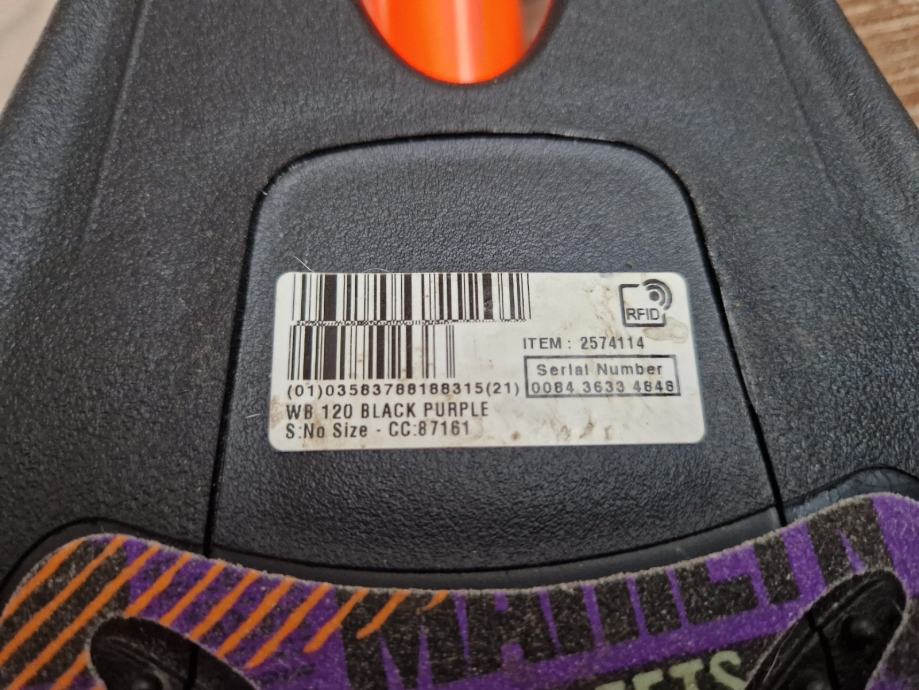 RFID
ITEM : 2574114
Serial Number
0084 3633 4848
(01)03583788188315(21)
WB 120 BLACK PURPLE
S:No Size - CC:87161